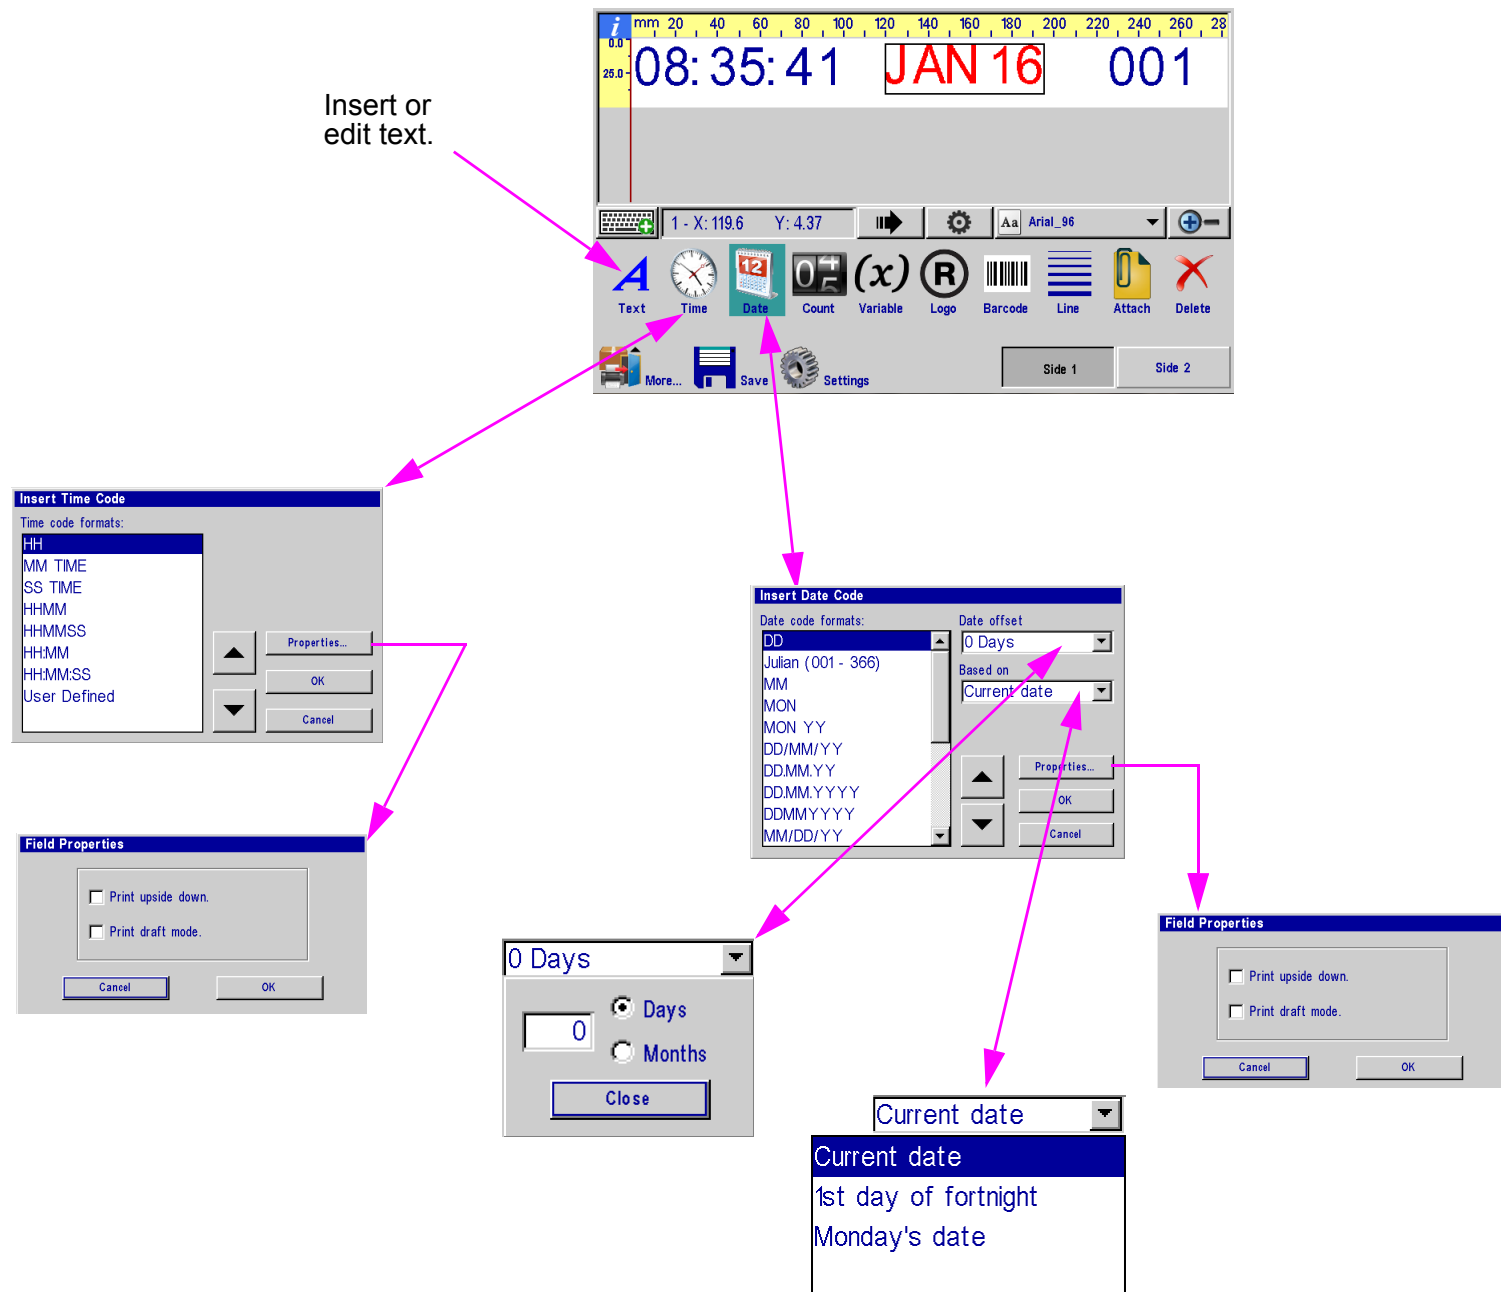 i mm 20 40 60 80 100 120 140 160 180 200 220 240 260 28
0.0
25.0
08:35:41 JAN 16 001
Insert or
edit text.
1 - X: 119.6 Y: 4.37 Aa Arial_96
A 12 (x) R
Text Time Date Count Variable Logo Barcode Line Attach Delete
More... Save Settings Side 1 Side 2
Insert Time Code
Time code formats:
HH
MM TIME
SS TIME
HHMM
HHMMSS
HH:MM
HH:MM:SS
User Defined
Properties...
OK
Cancel
Insert Date Code
Date code formats:
DD
Julian (001 - 366)
MM
MON
MON YY
DD/MM/YY
DD.MM.YY
DD.MM.YYYY
DDMMYYYY
MM/DD/YY
Date offset
0 Days
Based on
Current date
Properties...
OK
Cancel
Field Properties
Print upside down.
Print draft mode.
Cancel OK
0 Days
0
Days
Months
Close
Field Properties
Print upside down.
Print draft mode.
Cancel OK
Current date
Current date
1st day of fortnight
Monday's date